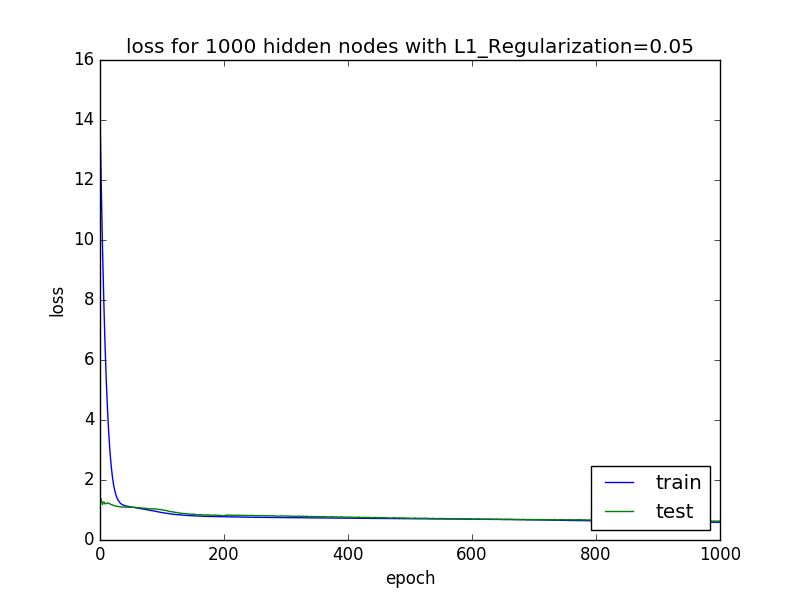 loss for 1000 hidden nodes with L1_Regularization=0.05
16
14
12
10
8
6
4
2
0
loss
train
test
0 200 400 600 800 1000
epoch